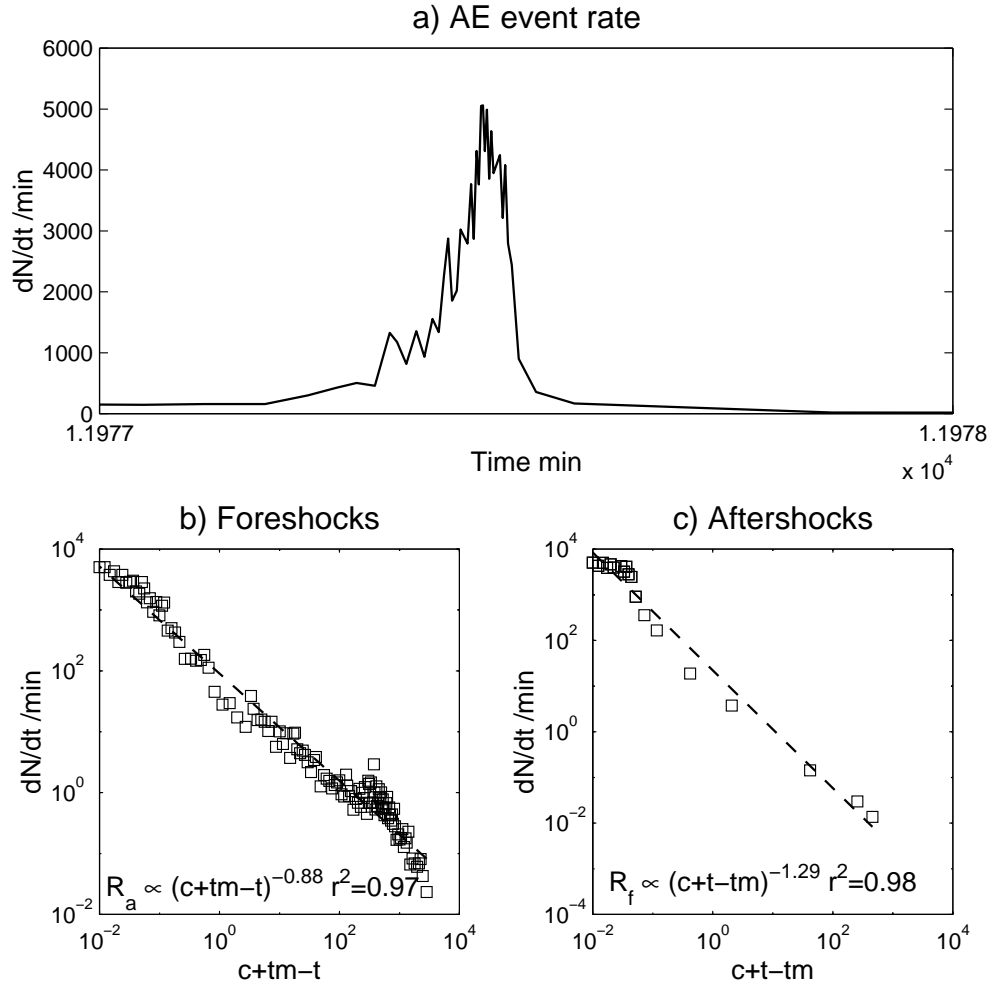 a) AE event rate
dN/dt /min
6000
5000
4000
3000
2000
1000
0
1.1977
1.1978
Time min
x 10^4
b) Foreshocks
dN/dt /min
10^4
10^2
10^0
10^−2
R_a ∝ (c+tm−t)^−0.88 r^2=0.97
10^−2
10^0
10^2
10^4
c+tm−t
c) Aftershocks
dN/dt /min
10^4
10^2
10^0
10^−2
10^−4
R_f ∝ (c+t−tm)^−1.29 r^2=0.98
10^−2
10^0
10^2
10^4
c+t−tm